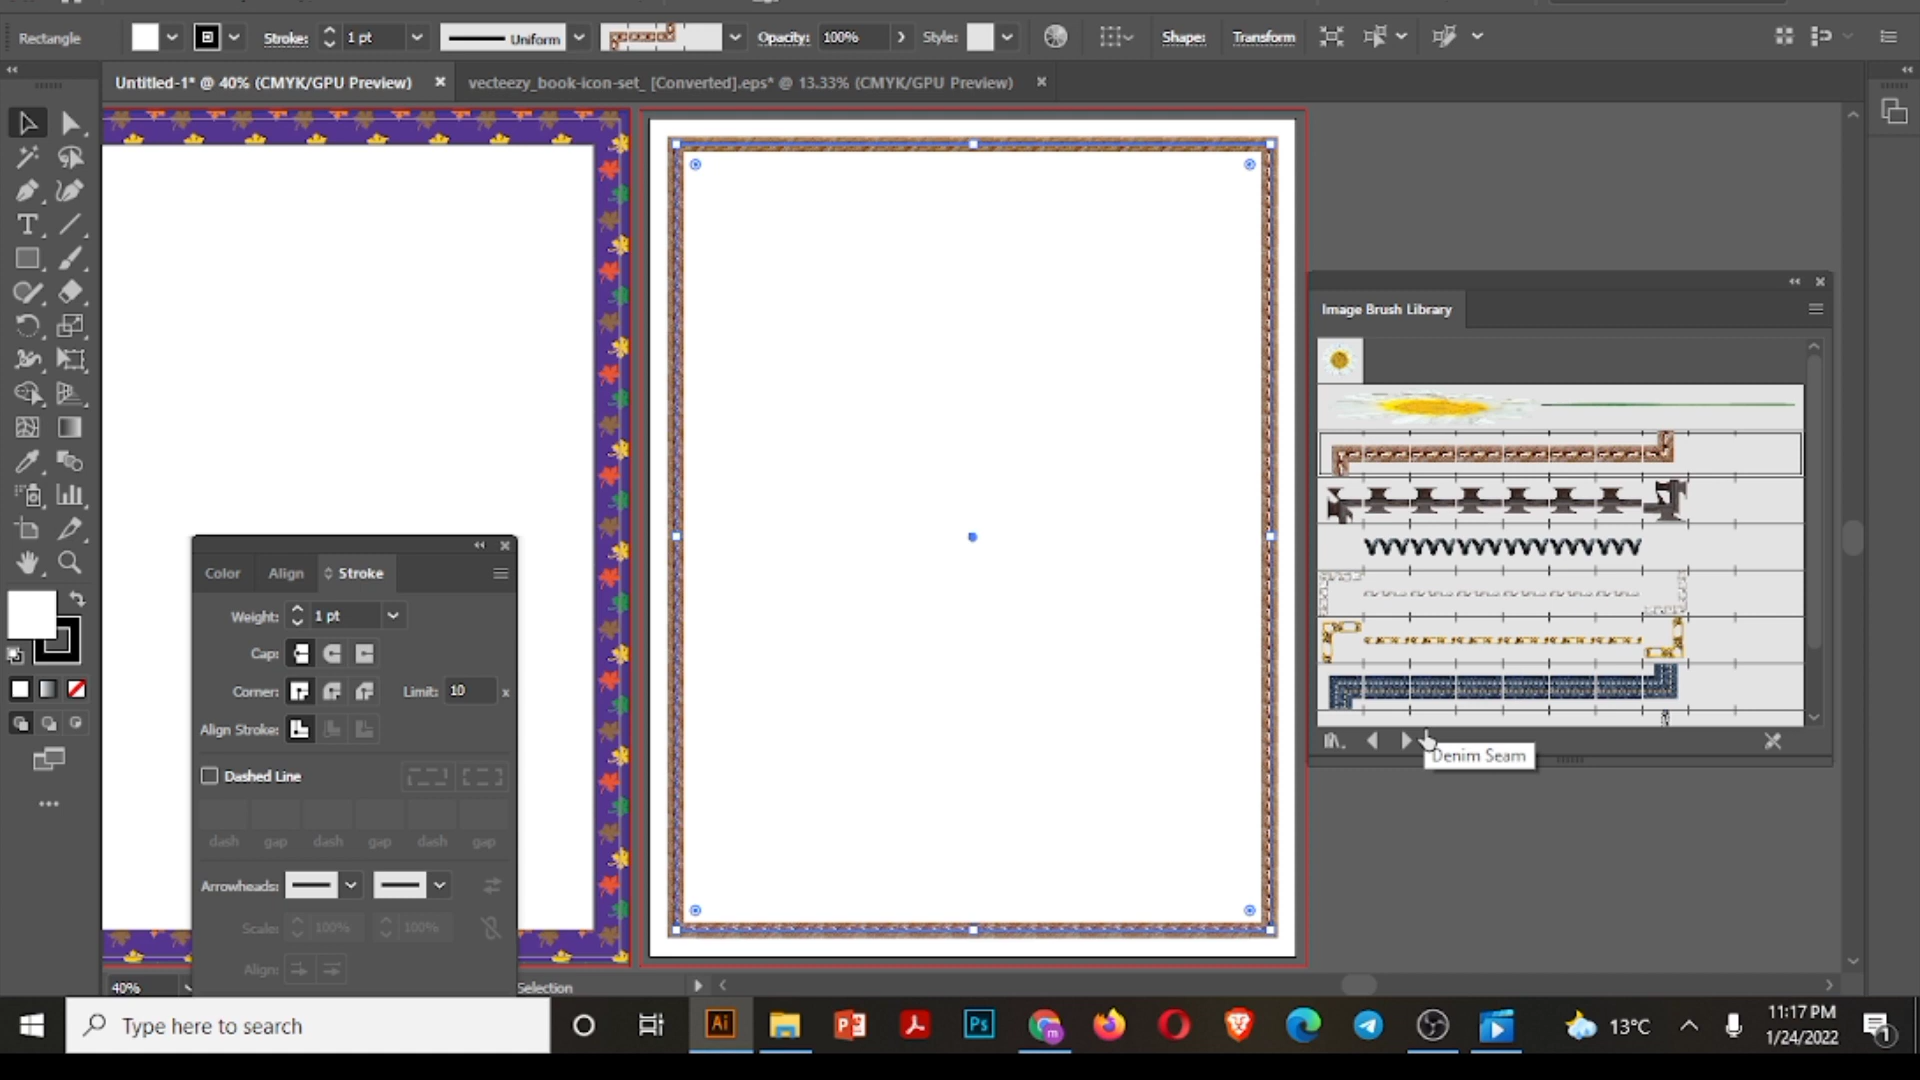 Rectangle
Stroke:
1 pt
Uniform
Opacity:
100%
Style:
Shape:
Transform
Untitled-1* @ 40% (CMYK/GPU Preview)
vecteezy_book-icon-set_ [Converted].eps* @ 13.33% (CMYK/GPU Preview)
T
Image Brush Library
Denim Seam
Color
Align
Stroke
Weight:
1 pt
Cap:
Corner:
Limit:
10
x
Align Stroke:
Dashed Line
dash
gap
dash
gap
dash
gap
Arrowheads:
Scale:
100%
100%
Align:
40%
Selection
Type here to search
Ai
Ps
m
13°C
11:17 PM
1/24/2022
1